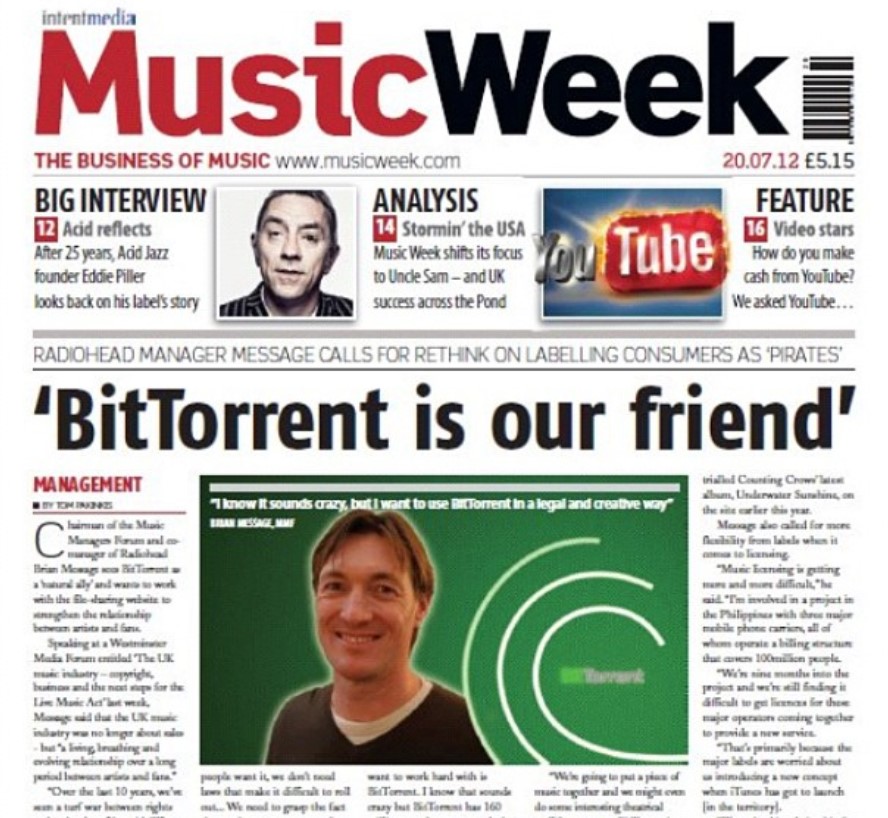 intentmedia
MusicWeek
THE BUSINESS OF MUSIC www.musicweek.com
20.07.12 £5.15
BIG INTERVIEW
12 Acid reflects
After 25 years, Acid Jazz
founder Eddie Piller
looks back on his label's story
ANALYSIS
14 Stormin' the USA
Music Week shifts its focus
to Uncle Sam – and UK
success across the Pond
You Tube
FEATURE
16 Video stars
How do you make
cash from YouTube?
We asked YouTube…
RADIOHEAD MANAGER MESSAGE CALLS FOR RETHINK ON LABELLING CONSUMERS AS 'PIRATES'
'BitTorrent is our friend'
MANAGEMENT
■ BY TOM PAKINKIS
Chairman of the Music
Managers Forum and co-
manager of Radiohead
Brian Message sees BitTorrent as
a 'natural ally' and wants to work
with the file-sharing website to
strengthen the relationship
between artists and fans.
Speaking at a Westminster
Media Forum entitled 'The UK
music industry – copyright,
business and the next steps for the
Live Music Act' last week,
Message said that the UK music
industry was no longer about sales
- but "a living, breathing and
evolving relationship over a long
period between artists and fans."
"Over the last 10 years, we've
seen a turf war between rights
"I know it sounds crazy, but I want to use BitTorrent in a legal and creative way"
BRIAN MESSAGE, MMF
BitTorrent
people want it, we don't need
laws that make it difficult to roll
out... We need to grasp the fact
want to work hard with is
BitTorrent. I know that sounds
crazy but BitTorrent has 160
"We're going to put a piece of
music together and we might even
do some interesting theatrical
trialled Counting Crows' latest
album, Underwater Sunshine, on
the site earlier this year.
Message also called for more
flexibility from labels when it
comes to licensing.
"Music licensing is getting
more and more difficult," he
said. "I'm involved in a project in
the Philippines with three major
mobile phone carriers, all of
whom operate a billing structure
that covers 100million people.
"We're nine months into the
project and we're still finding it
difficult to get licences for these
major operators coming together
to provide a new service.
"That's primarily because the
major labels are worried about
us introducing a new concept
when iTunes has got to launch
[in the territory].